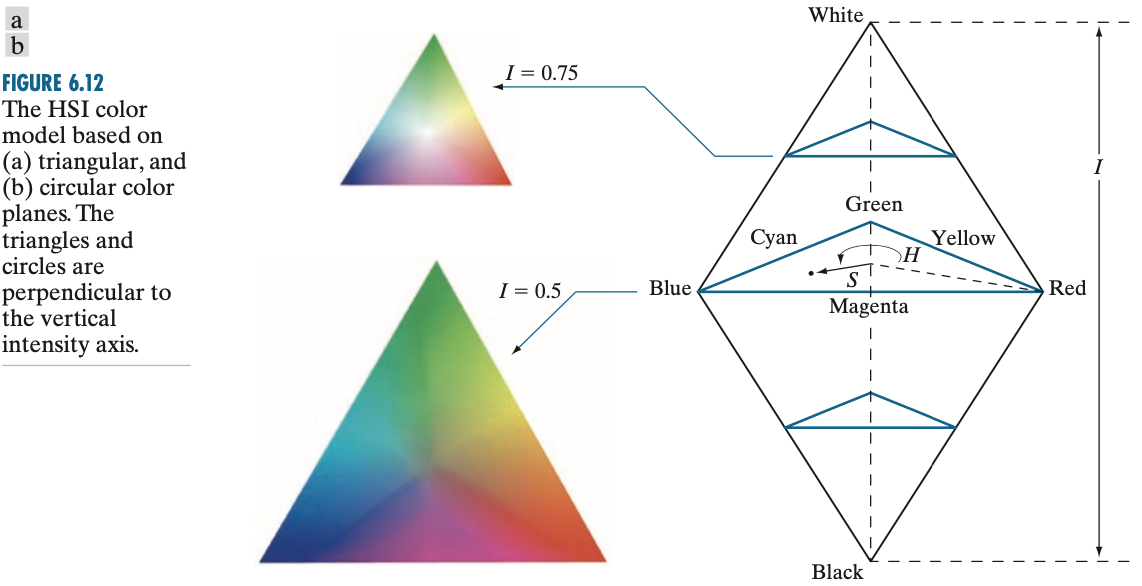 a
b
FIGURE 6.12
The HSI color
model based on
(a) triangular, and
(b) circular color
planes. The
triangles and
circles are
perpendicular to
the vertical
intensity axis.
I = 0.75
I = 0.5
White
I
Green
Cyan
Yellow
H
S
Blue
Red
Magenta
Black